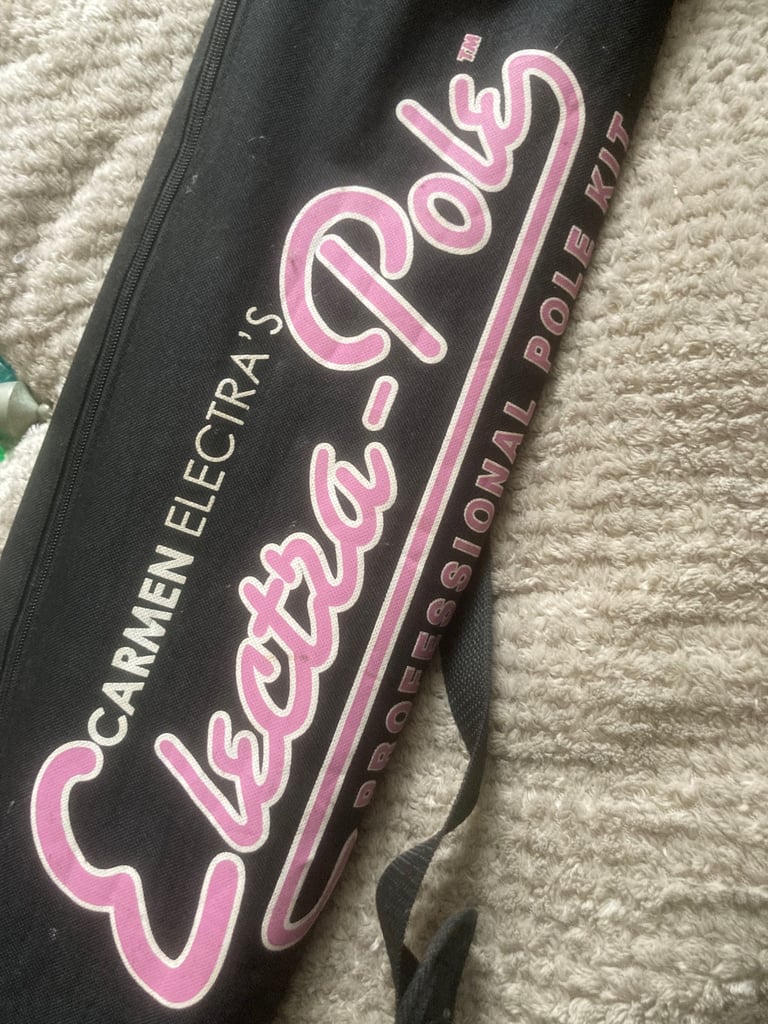 CARMEN ELECTRA'S
Electra-Pole™
PROFESSIONAL POLE KIT